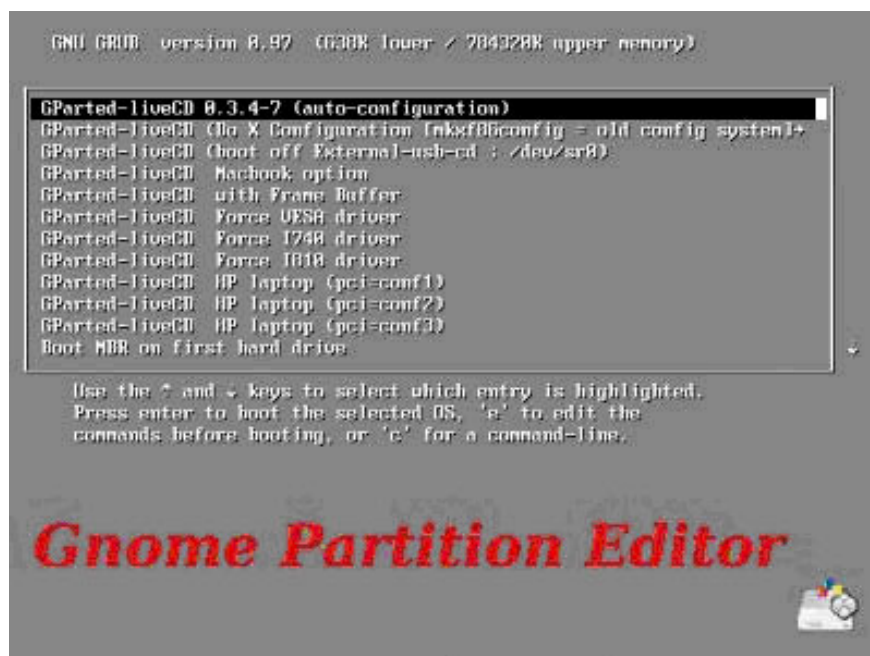 GNU GRUB version 0.97 (638K lower / 784320K upper memory)
GParted-liveCD 0.3.4-7 (auto-configuration)
GParted-liveCD (Do X Configuration [mkxf86config = old config system]→
GParted-liveCD (boot off External-usb-cd : /dev/sr0)
GParted-liveCD Macbook option
GParted-liveCD with Frame Buffer
GParted-liveCD Force VESA driver
GParted-liveCD Force I740 driver
GParted-liveCD Force I810 driver
GParted-liveCD HP laptop (pci=conf1)
GParted-liveCD HP laptop (pci=conf2)
GParted-liveCD HP laptop (pci=conf3)
Boot MBR on first hard drive ↓
Use the ↑ and ↓ keys to select which entry is highlighted.
Press enter to boot the selected OS, 'e' to edit the
commands before booting, or 'c' for a command-line.
Gnome Partition Editor